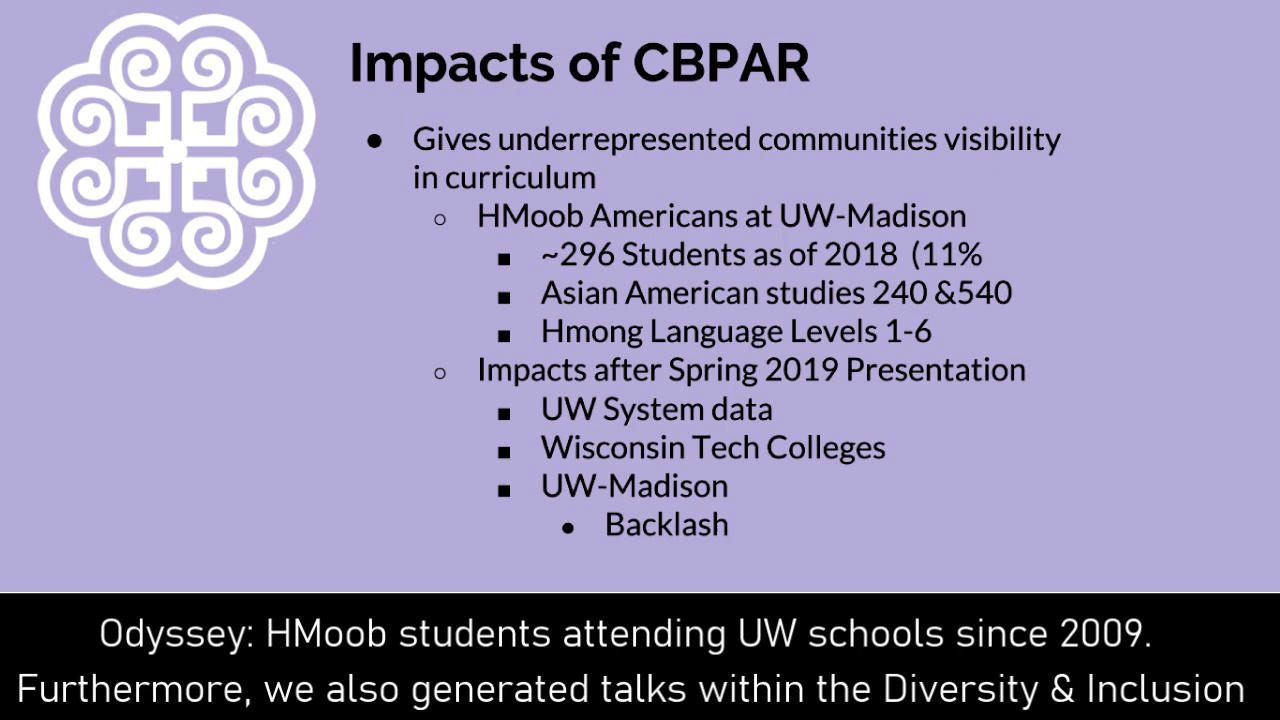 Impacts of CBPAR
● Gives underrepresented communities visibility
in curriculum
○ HMoob Americans at UW-Madison
■ ~296 Students as of 2018 (11%
■ Asian American studies 240 &540
■ Hmong Language Levels 1-6
○ Impacts after Spring 2019 Presentation
■ UW System data
■ Wisconsin Tech Colleges
■ UW-Madison
● Backlash
Odyssey: HMoob students attending UW schools since 2009.
Furthermore, we also generated talks within the Diversity & Inclusion